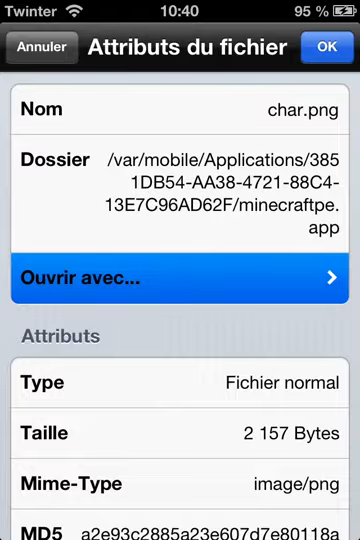 Twinter 10:40 95 %
Annuler Attributs du fichier OK
Nom char.png
Dossier /var/mobile/Applications/385
1DB54-AA38-4721-88C4-
13E7C96AD62F/minecraftpe.
app
Ouvrir avec...
Attributs
Type Fichier normal
Taille 2 157 Bytes
Mime-Type image/png
MD5 a2e93c2885a23e607d7e80118a